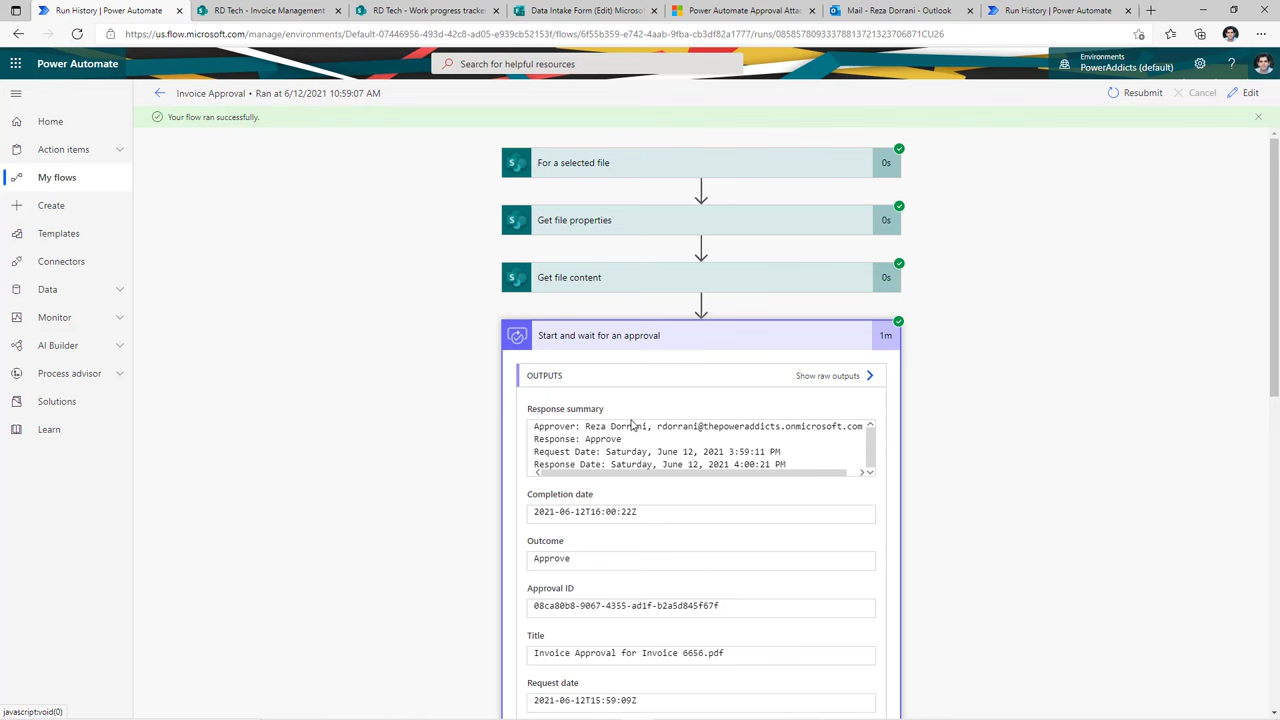 Run History | Power Automate
RD Tech - Invoice Management
RD Tech - Work progress tracke
Data Intake Form (Edit) Microso
Power Automate Approval Attac
Mail - Reza Dorrani - Outlook
Run History | Power Automate
https://us.flow.microsoft.com/manage/environments/Default-07446956-493d-42c8-ad05-e939cb52153f/flows/6f55b359-e742-4aab-9fba-cb3df82a1777/runs/08585780933788137213237068​71CU26
Power Automate
Search for helpful resources
Environments
PowerAddicts (default)
Invoice Approval • Ran at 6/12/2021 10:59:07 AM
Resubmit
Cancel
Edit
Your flow ran successfully.
Home
Action items
My flows
Create
Templates
Connectors
Data
Monitor
AI Builder
Process advisor
Solutions
Learn
For a selected file
0s
Get file properties
0s
Get file content
0s
Start and wait for an approval
1m
OUTPUTS
Show raw outputs
Response summary
Approver: Reza Dorrani, rdorrani@thepoweraddicts.onmicrosoft.com
Response: Approve
Request Date: Saturday, June 12, 2021 3:59:11 PM
Response Date: Saturday, June 12, 2021 4:00:21 PM
Completion date
2021-06-12T16:00:22Z
Outcome
Approve
Approval ID
08ca80b8-9067-4355-ad1f-b2a5d845f67f
Title
Invoice Approval for Invoice 6656.pdf
Request date
2021-06-12T15:59:09Z
javascript:void(0)